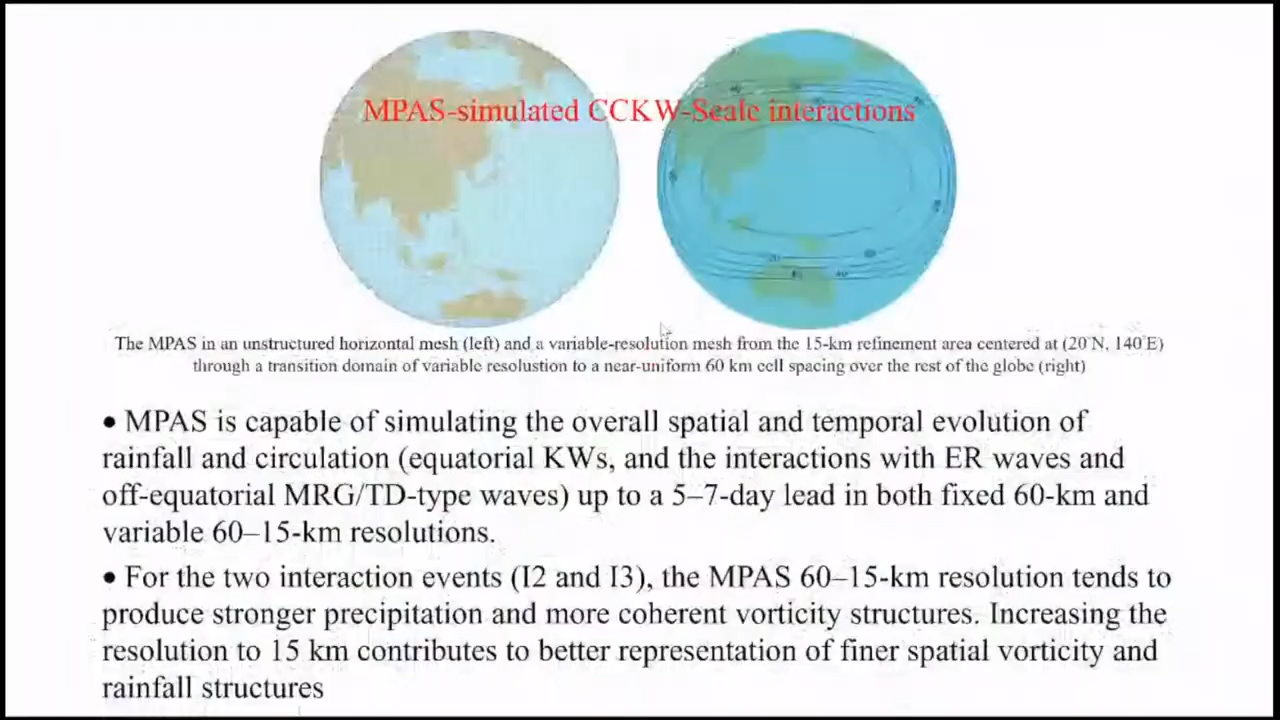 MPAS-simulated CCKW-Scale interactions
The MPAS in an unstructured horizontal mesh (left) and a variable-resolution mesh from the 15-km refinement area centered at (20°N, 140°E)
through a transition domain of variable resolustion to a near-uniform 60 km cell spacing over the rest of the globe (right)
• MPAS is capable of simulating the overall spatial and temporal evolution of
rainfall and circulation (equatorial KWs, and the interactions with ER waves and
off-equatorial MRG/TD-type waves) up to a 5–7-day lead in both fixed 60-km and
variable 60–15-km resolutions.
• For the two interaction events (I2 and I3), the MPAS 60–15-km resolution tends to
produce stronger precipitation and more coherent vorticity structures. Increasing the
resolution to 15 km contributes to better representation of finer spatial vorticity and
rainfall structures